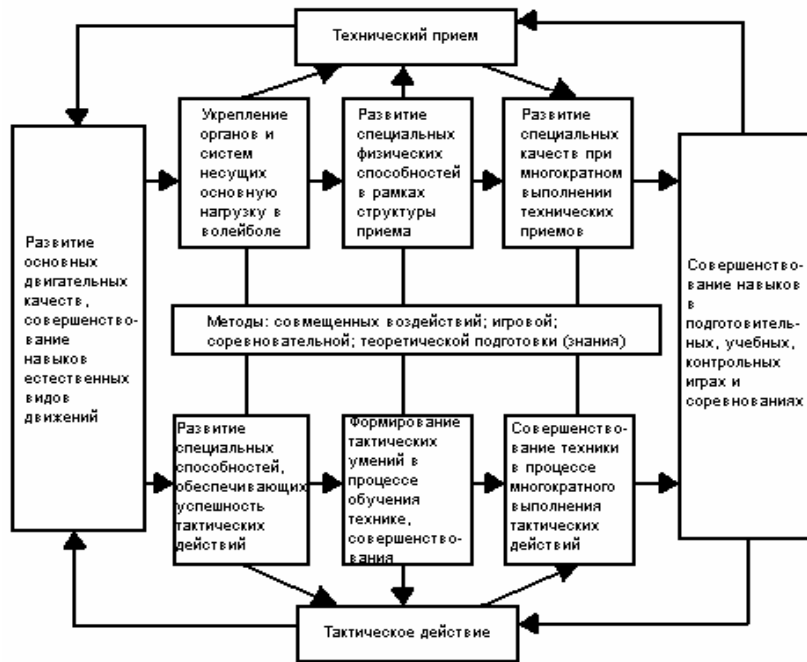 Технический прием
Укрепление
органов и
систем
несущих
основную
нагрузку в
волейболе
Развитие
специальных
физических
способностей
в рамках
структуры
приема
Развитие
специальных
качеств при
многократном
выполнении
технических
приемов
Развитие
основных
двигательных
качеств,
совершенство-
вание
навыков
естественных
видов
движений
Методы: совмещенных воздействий; игровой;
соревновательной; теоретической подготовки (знания)
Совершенство-
вание навыков
в
подготовитель-
ных, учебных,
контрольных
играх и
соревнованиях
Развитие
специальных
способностей,
обеспечивающих
успешность
тактических
действий
Формирование
тактических
умений в
процессе
обучения
технике,
совершенство-
вания
Совершенство-
вание техники
в процессе
многократного
выполнения
тактических
действий
Тактическое действие